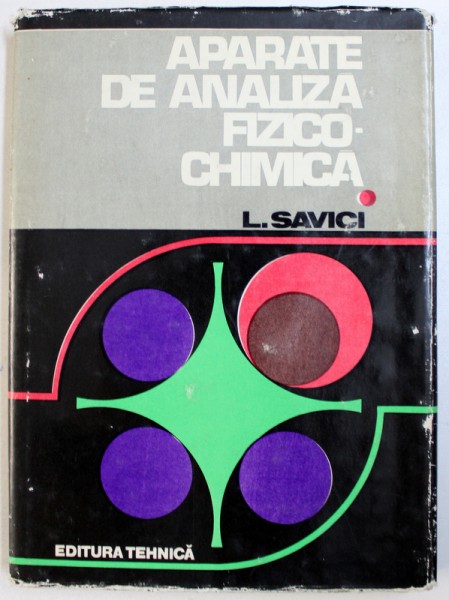 APARATE
DE ANALIZA
FIZICO-
CHIMICA
L. SAVICI
EDITURA TEHNICĂ